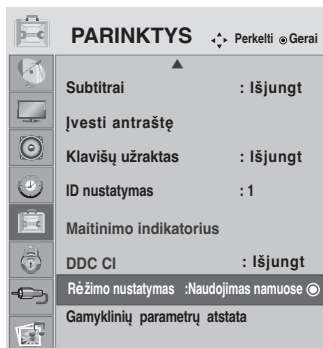 PARINKTYS Perkelti Gerai
Subtitrai : Išjungt
Įvesti antraštę
Klavišų užraktas : Išjungt
ID nustatymas : 1
Maitinimo indikatorius
DDC CI : Išjungt
Režimo nustatymas :Naudojimas namuose
Gamyklinių parametrų atstata